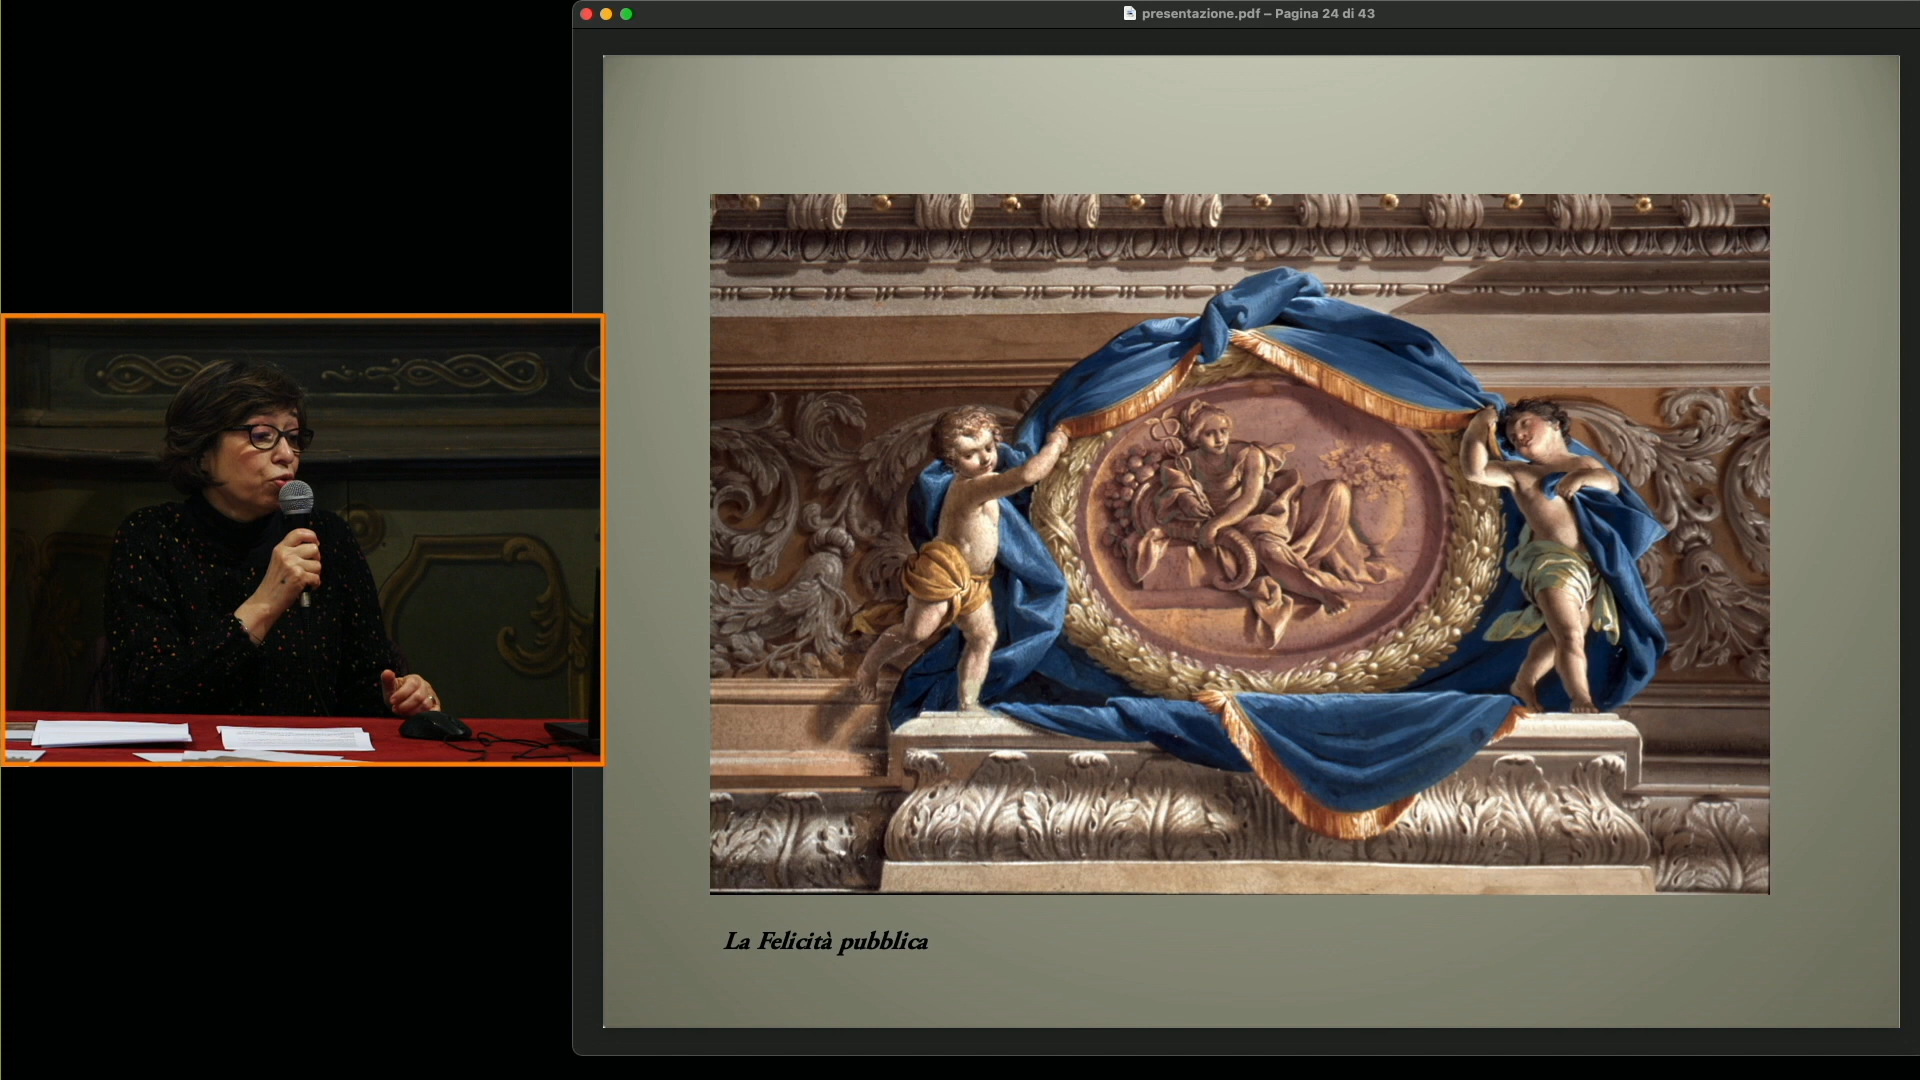 presentazione.pdf – Pagina 24 di 43
La Felicità pubblica